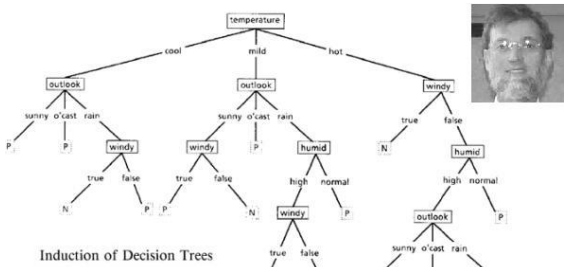 temperature
cool mild hot
outlook outlook windy
sunny o'cast rain sunny o'cast rain true false
P P windy windy P humid N humid
true false true false high normal high normal
N P P N windy P outlook P
Induction of Decision Trees true false sunny o'cast rain